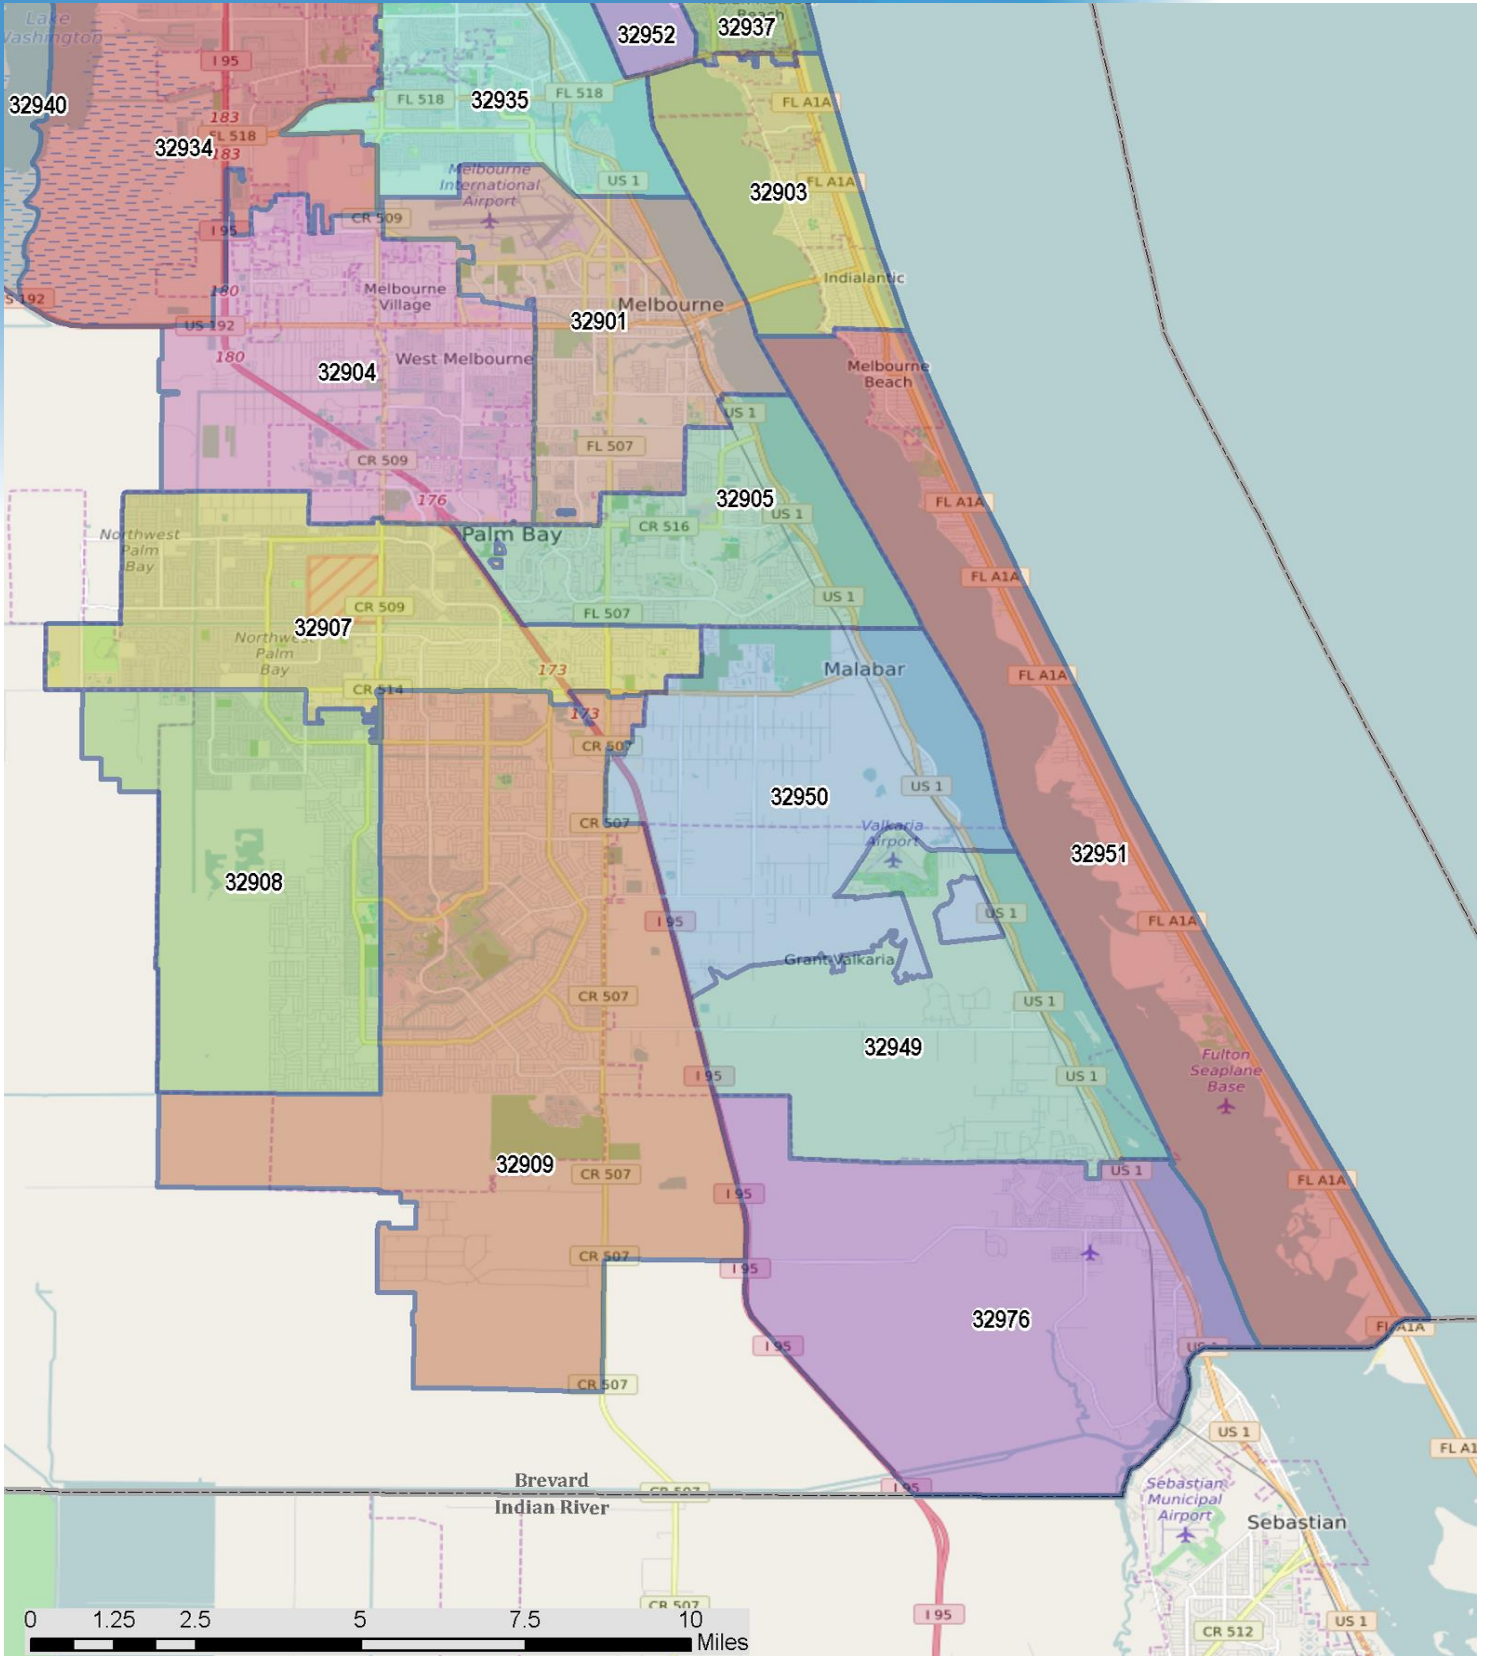 Lake
Washington
32952
32937
Beach
I 95
32940
FL 518
32935
FL 518
FL A1A
183
FL 518
32934
183
Melbourne
International
Airport
US 1
FL A1A
32903
I 95
CR 509
180
Melbourne
Village
Indialantic
S 192
US 192
32901
Melbourne
180
32904
West Melbourne
Melbourne
Beach
US 1
FL 507
CR 509
176
32905
FL A1A
US 1
CR 516
Northwest
Palm
Bay
Palm Bay
FL A1A
CR 509
US 1
FL 507
32907
Northwest
Palm
Bay
173
Malabar
FL A1A
CR 514
173
CR 507
32950
US 1
CR 507
Valkaria
Airport
32951
32908
I 95
US 1
FL A1A
Grant-Valkaria
CR 507
US 1
32949
Fulton
Seaplane
Base
I 95
US 1
32909
CR 507
US 1
FL A1A
I 95
CR 507
I 95
32976
FL A1A
I 95
US 1
CR 507
US 1
FL A1
Brevard
Indian River
CR 507
I 95
Sebastian
Municipal
Airport
Sebastian
CR 507
I 95
US 1
CR 512
0 1.25 2.5 5 7.5 10
Miles